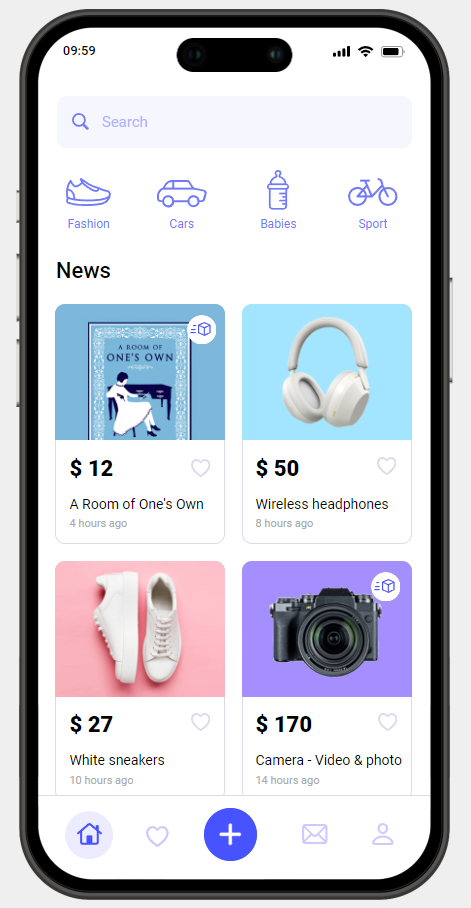 09:59
Search
Fashion
Cars
Babies
Sport
News
A ROOM OF
ONE'S OWN
$ 12
$ 50
A Room of One's Own
Wireless headphones
4 hours ago
8 hours ago
$ 27
$ 170
White sneakers
Camera - Video & photo
10 hours ago
14 hours ago